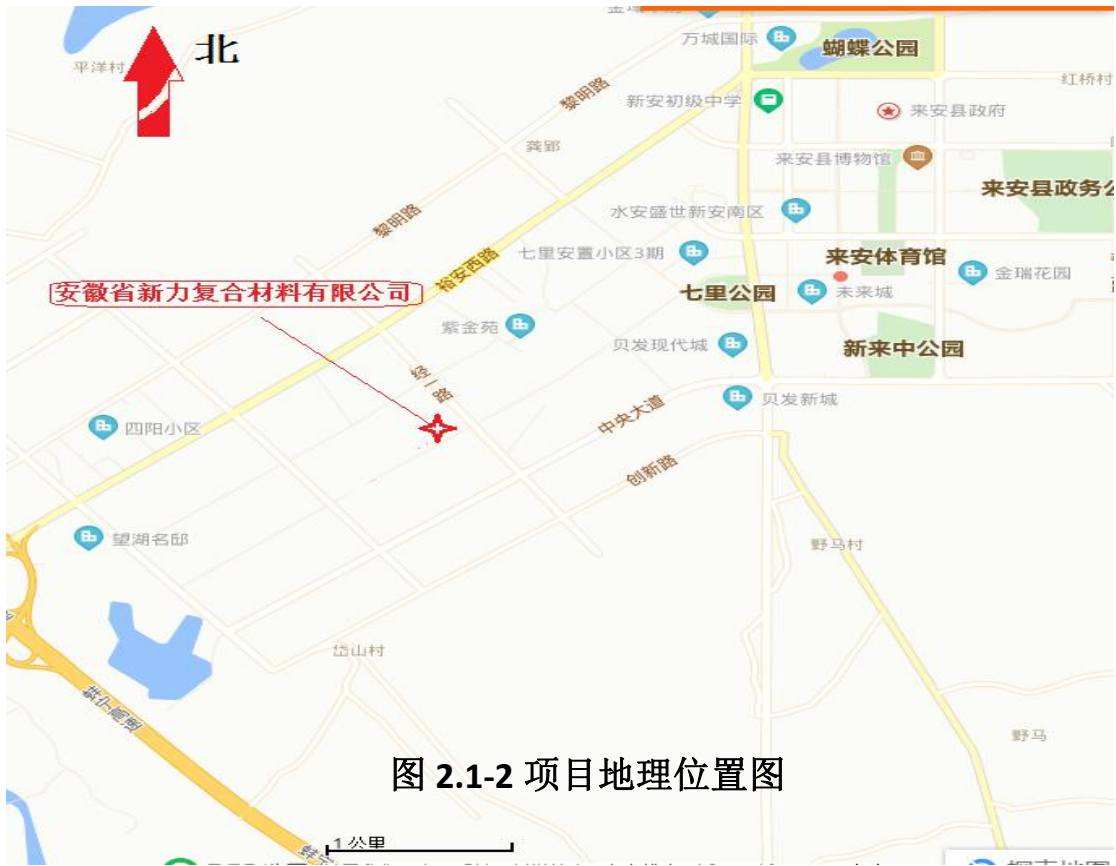 北
平洋村
万城国际
蝴蝶公园
红桥村
黎明路
新安初级中学
来安县政府
龚郢
来安县博物馆
来安县政务
黎明路
水安盛世新安南区
七里安置小区3期
来安体育馆
裕安西路
金瑞花园
安徽省新力复合材料有限公司
七里公园
未来城
紫金苑
贝发现代城
新来中公园
经一路
贝发新城
中央大道
四阳小区
创新路
望湖名邸
野马村
岱山村
蚌宁高速
野马
图 2.1-2 项目地理位置图
1 公里